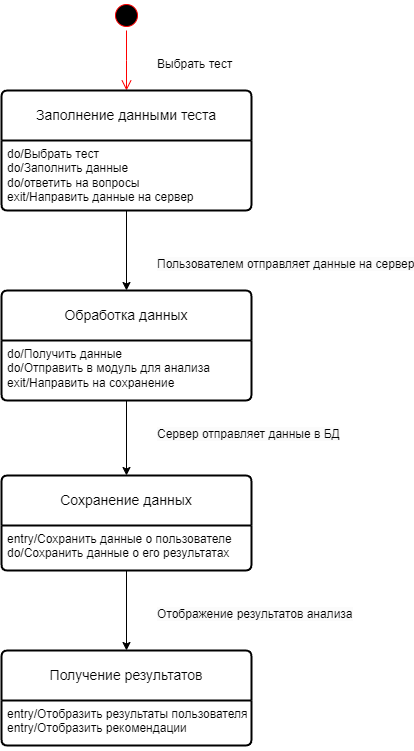 Выбрать тест
Заполнение данными теста
do/Выбрать тест
do/Заполнить данные
do/ответить на вопросы
exit/Направить данные на сервер
Пользователем отправляет данные на сервер
Обработка данных
do/Получить данные
do/Отправить в модуль для анализа
exit/Направить на сохранение
Сервер отправляет данные в БД
Сохранение данных
entry/Сохранить данные о пользователе
do/Сохранить данные о его результатах
Отображение результатов анализа
Получение результатов
entry/Отобразить результаты пользователя
entry/Отобразить рекомендации